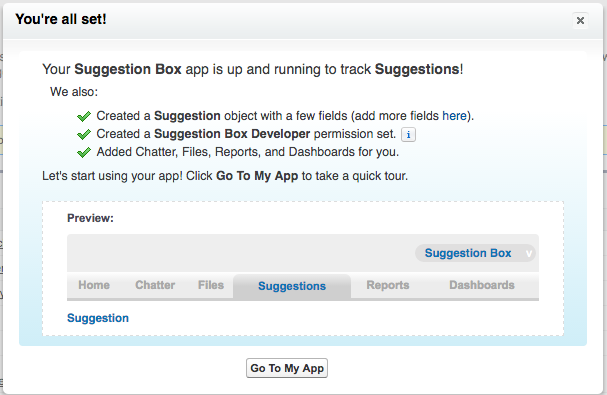 You're all set!
Your Suggestion Box app is up and running to track Suggestions!
We also:
Created a Suggestion object with a few fields (add more fields here).
Created a Suggestion Box Developer permission set. i
Added Chatter, Files, Reports, and Dashboards for you.
Let's start using your app! Click Go To My App to take a quick tour.
Preview:
Suggestion Box v
Home Chatter Files Suggestions Reports Dashboards
Suggestion
Go To My App